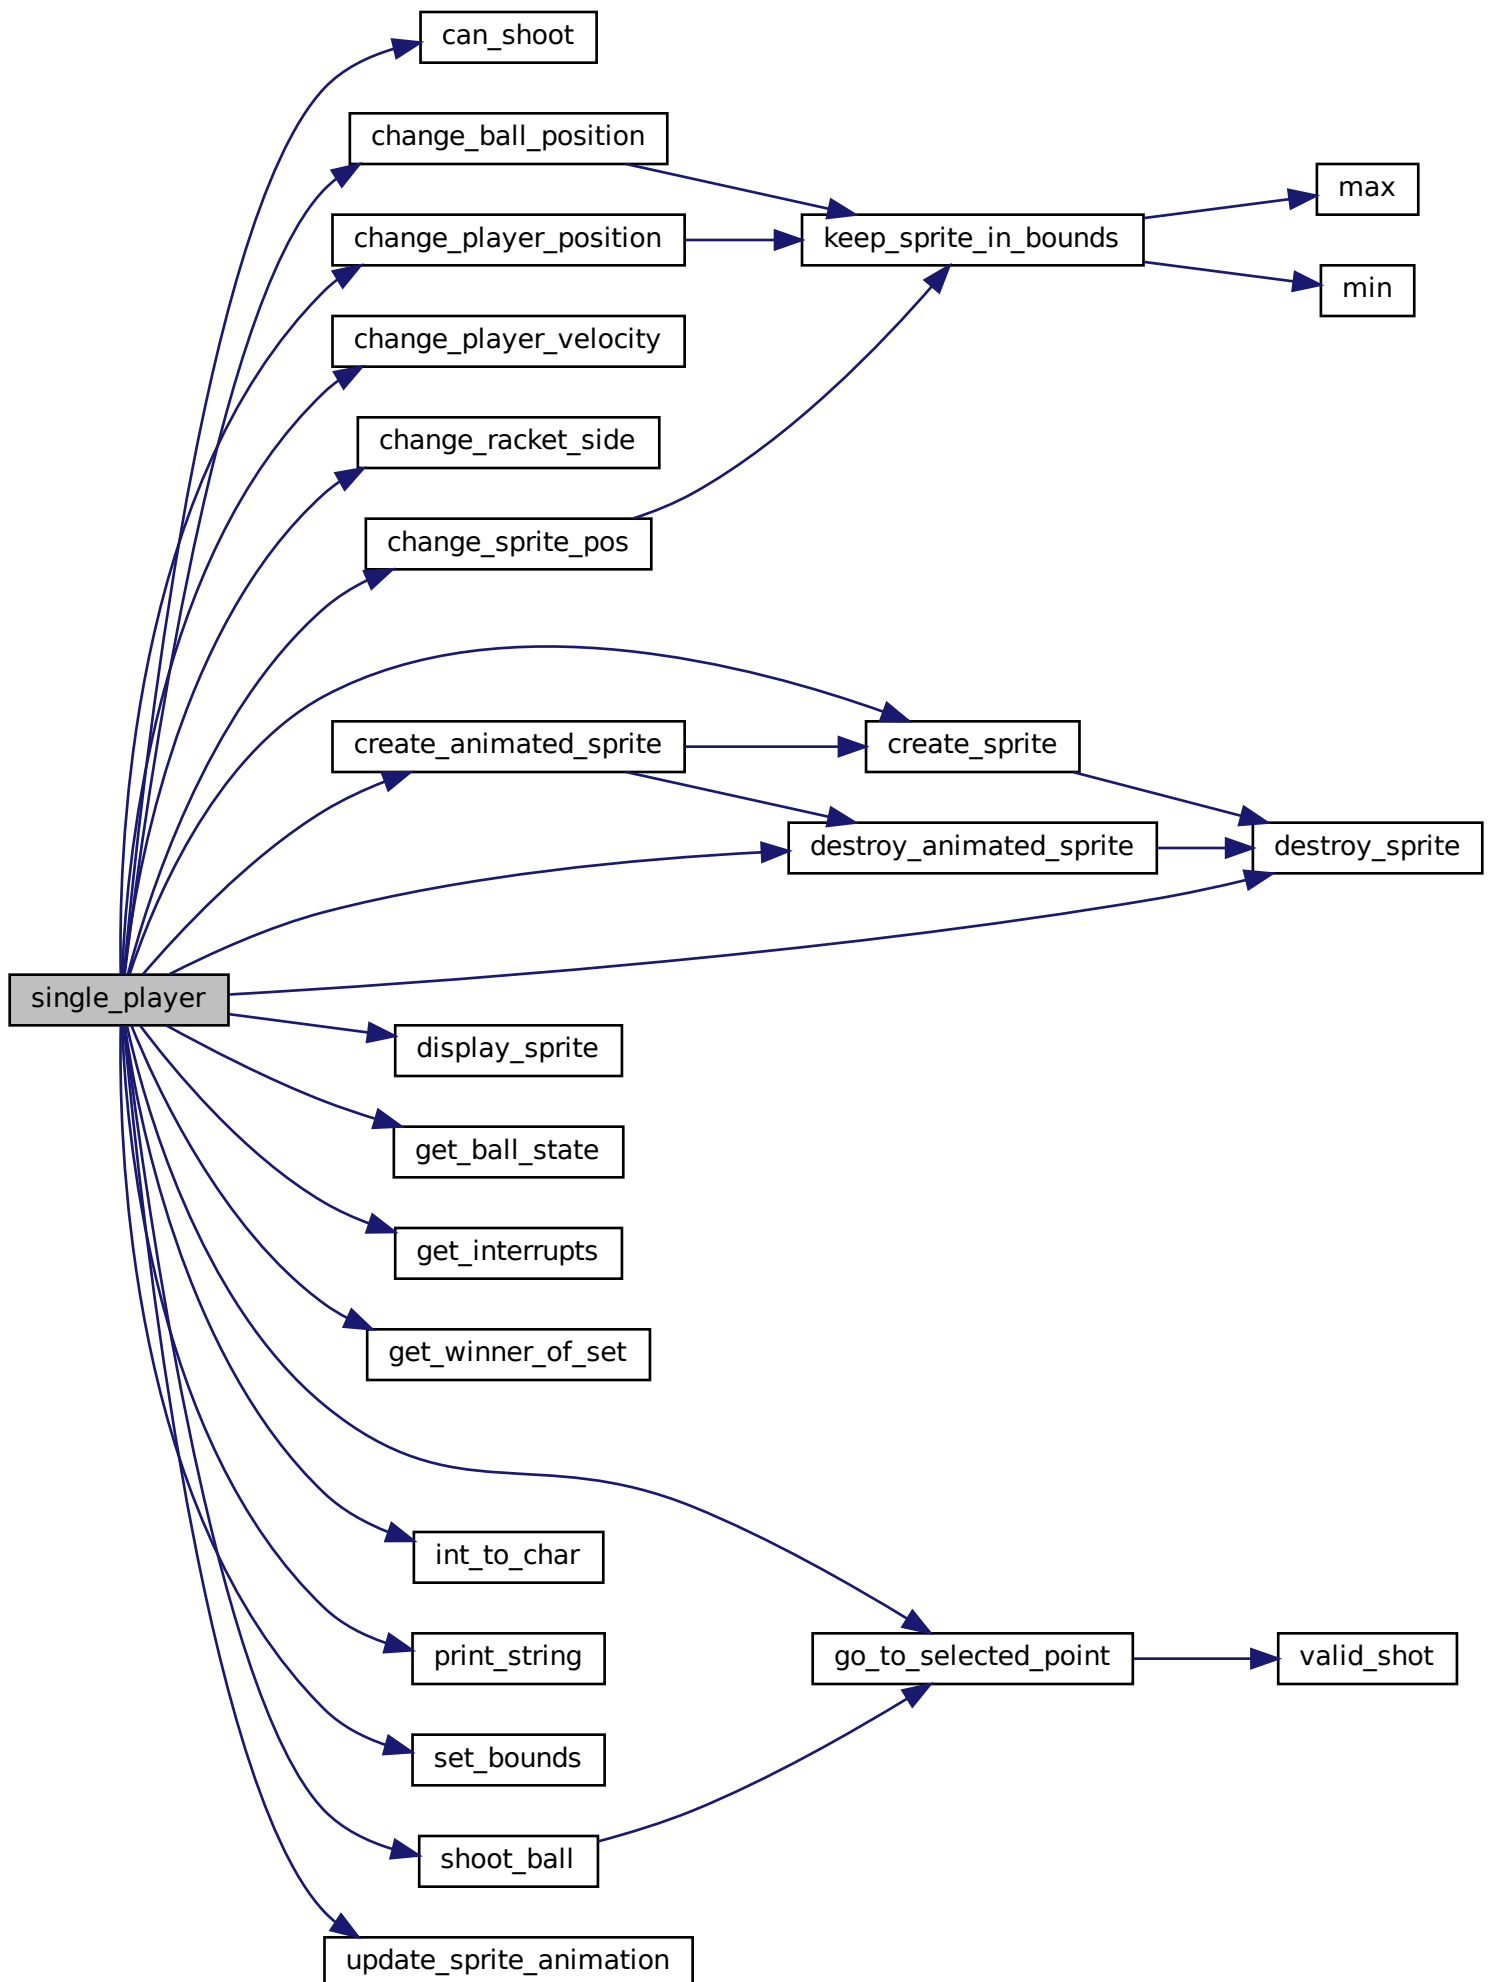 can_shoot
change_ball_position
max
change_player_position
keep_sprite_in_bounds
min
change_player_velocity
change_racket_side
change_sprite_pos
create_animated_sprite
create_sprite
destroy_animated_sprite
destroy_sprite
single_player
display_sprite
get_ball_state
get_interrupts
get_winner_of_set
int_to_char
print_string
go_to_selected_point
valid_shot
set_bounds
shoot_ball
update_sprite_animation